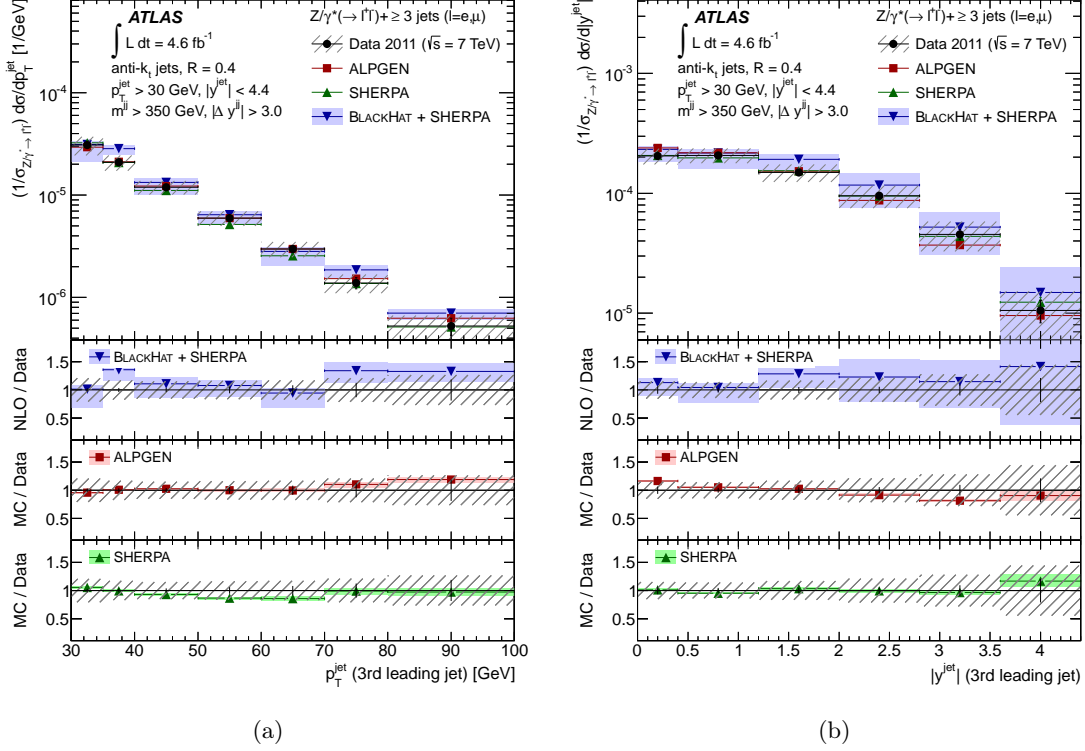 ATLAS
Z/γ*(→ l⁺l⁻)+ ≥ 3 jets (l=e,μ)
∫ L dt = 4.6 fb⁻¹
Data 2011 (√s = 7 TeV)
anti-kₜ jets, R = 0.4
ALPGEN
p_T^jet > 30 GeV, |y^jet| < 4.4
SHERPA
m^jj > 350 GeV, |Δ y^jj| > 3.0
BLACKHAT + SHERPA
(1/σ_{Z/γ*→ l⁺l⁻}) dσ/dp_T^jet [1/GeV]
10⁻⁴
10⁻⁵
10⁻⁶
NLO / Data
BLACKHAT + SHERPA
1.5
1
0.5
MC / Data
ALPGEN
1.5
1
0.5
MC / Data
SHERPA
1.5
1
0.5
30 40 50 60 70 80 90 100
p_T^jet (3rd leading jet) [GeV]
(a)
ATLAS
Z/γ*(→ l⁺l⁻)+ ≥ 3 jets (l=e,μ)
∫ L dt = 4.6 fb⁻¹
Data 2011 (√s = 7 TeV)
anti-kₜ jets, R = 0.4
ALPGEN
p_T^jet > 30 GeV, |y^jet| < 4.4
SHERPA
m^jj > 350 GeV, |Δ y^jj| > 3.0
BLACKHAT + SHERPA
(1/σ_{Z/γ*→ l⁺l⁻}) dσ/d|y^jet|
10⁻³
10⁻⁴
10⁻⁵
NLO / Data
BLACKHAT + SHERPA
1.5
1
0.5
MC / Data
ALPGEN
1.5
1
0.5
MC / Data
SHERPA
1.5
1
0.5
0 0.5 1 1.5 2 2.5 3 3.5 4
|y^jet| (3rd leading jet)
(b)